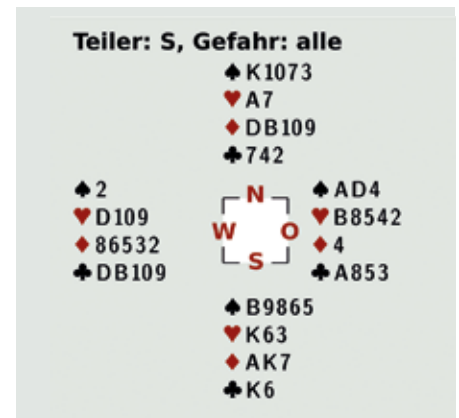 Teiler: S, Gefahr: alle
♠K1073
♥A7
♦DB109
♣742
♠2
♥D109
♦86532
♣DB109
N
W O
S
♠AD4
♥B8542
♦4
♣A853
♠B9865
♥K63
♦AK7
♣K6